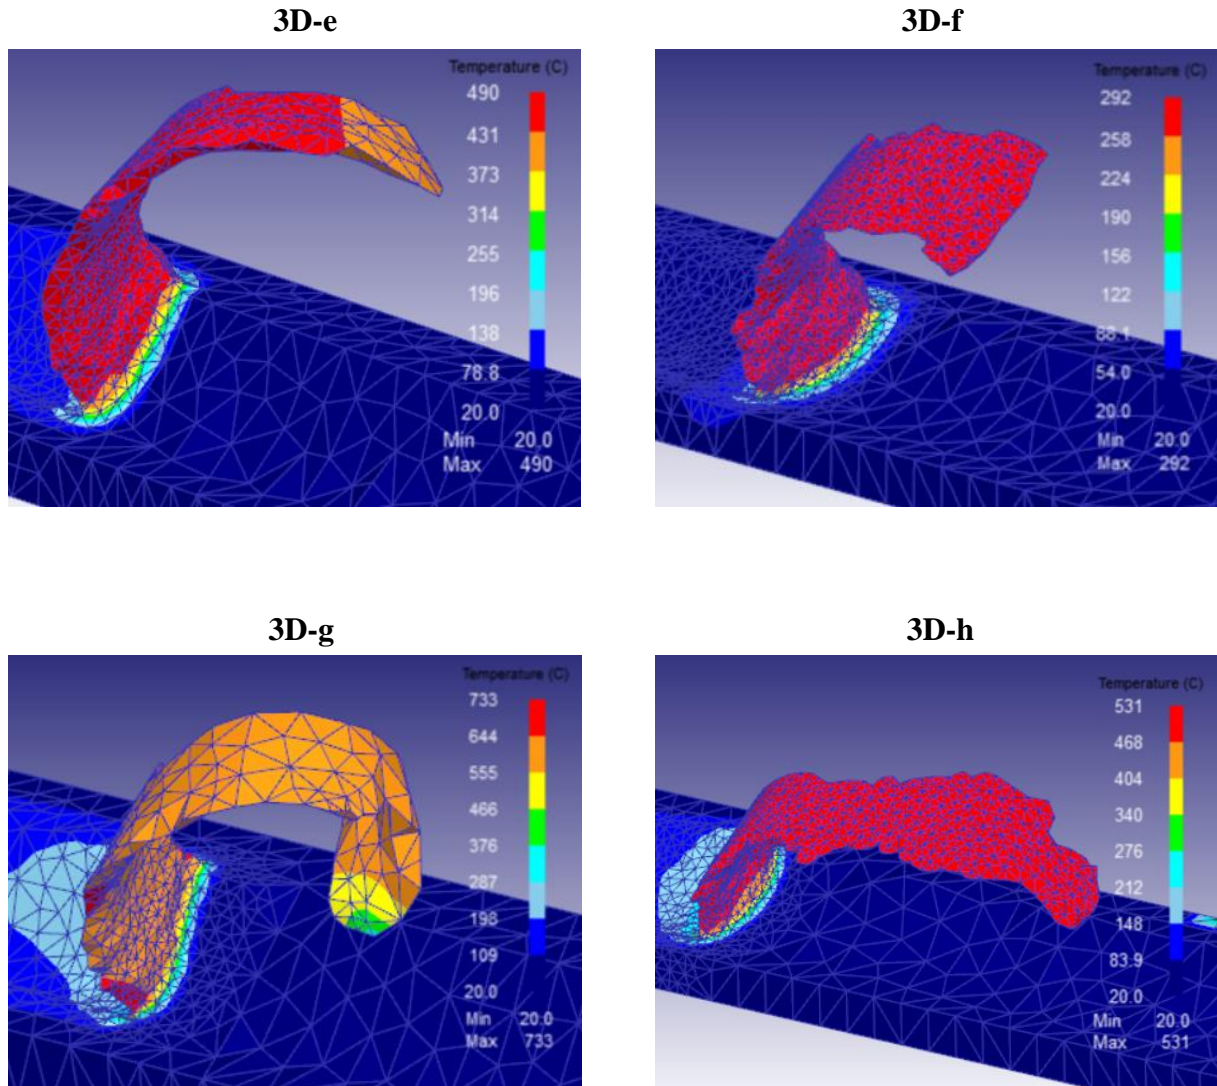 3D-e
Temperature (C)
490
431
373
314
255
196
138
78.8
20.0
Min 20.0
Max 490
3D-f
Temperature (C)
292
258
224
190
156
122
88.1
54.0
20.0
Min 20.0
Max 292
3D-g
Temperature (C)
733
644
555
466
376
287
198
109
20.0
Min 20.0
Max 733
3D-h
Temperature (C)
531
468
404
340
276
212
148
83.9
20.0
Min 20.0
Max 531